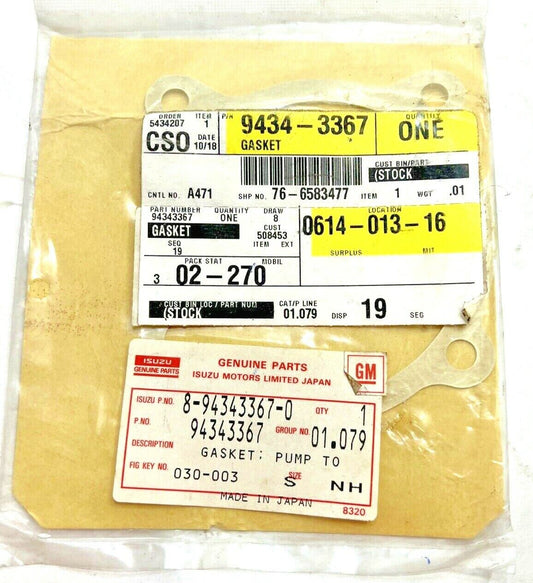 ORDER ITEM P/N QUANTITY
5434207 1 9434-3367 ONE
CSO DATE 10/18 GASKET
CUST BIN/PART
(STOCK
CNTL NO. A471 SHP NO. 76-6583477 ITEM 1 WGT .01
PART NUMBER QUANTITY DRAW LOCATION
94343367 ONE 8 0614-013-16
GASKET CUST 508453
SEQ ITEM EXT SURPLUS MIT
19
PACK STAT MOBIL
3 02-270
CUST BIN LOC/PART NUM CAT/P LINE
(STOCK 01.079 DISP 19 SEG
ISUZU GENUINE PARTS GM
GENUINE PARTS ISUZU MOTORS LIMITED JAPAN
ISUZU P.NO. 8-94343367-0 QTY 1
P.NO. 94343367 GROUP NO. 01.079
DESCRIPTION GASKET; PUMP TO
FIG KEY NO. 030-003 SIZE S NH
MADE IN JAPAN 8320